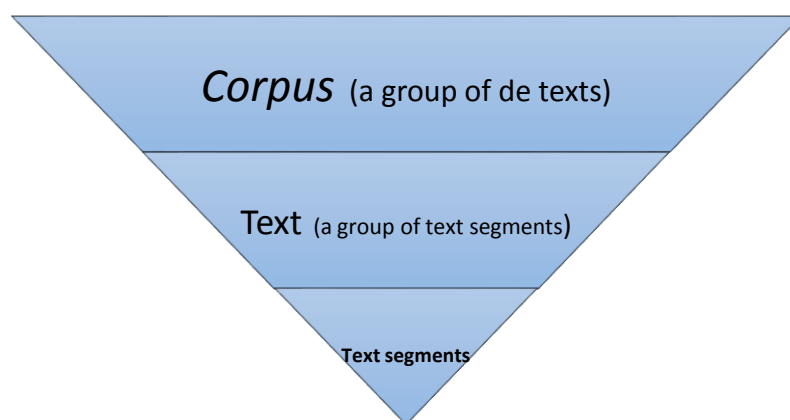 Corpus (a group of de texts)
Text (a group of text segments)
Text segments